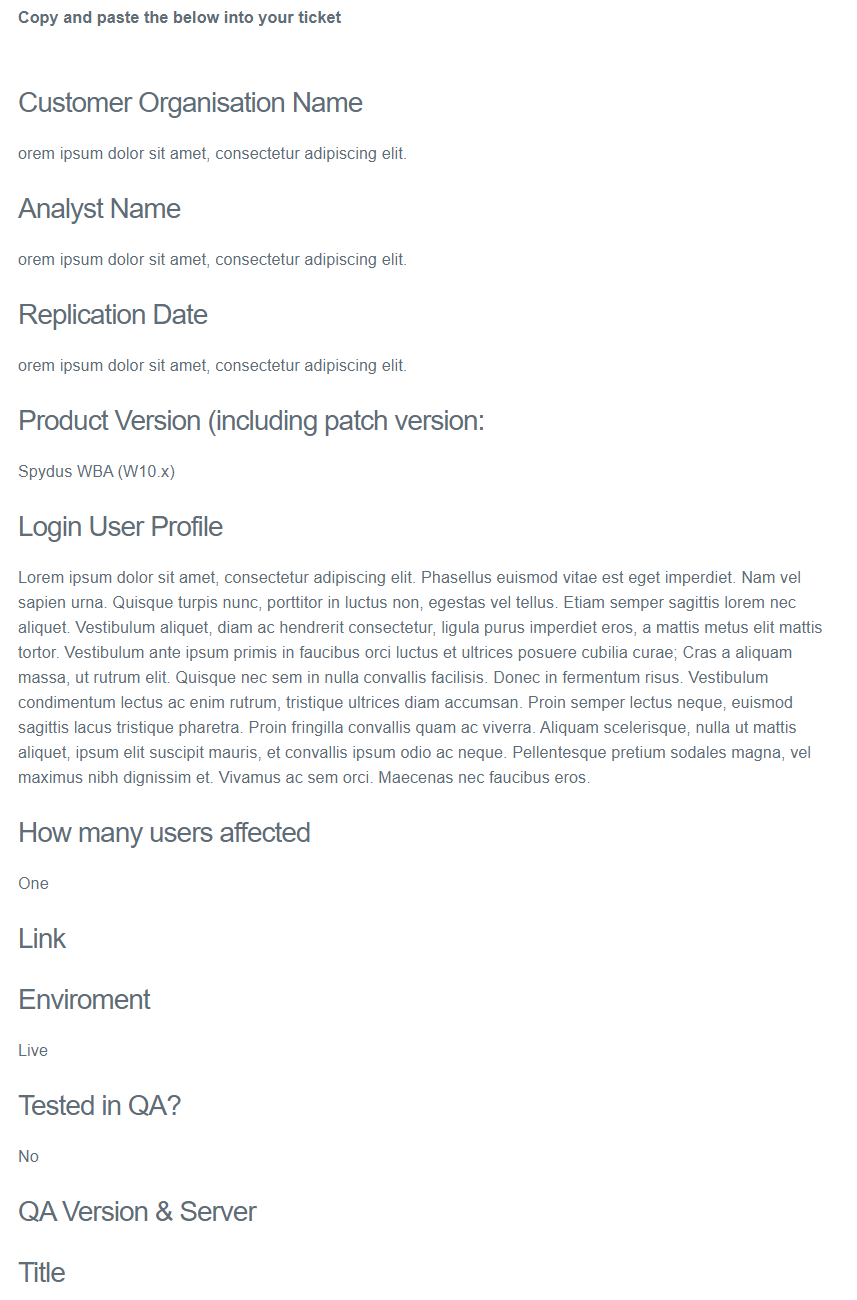 Copy and paste the below into your ticket
Customer Organisation Name
orem ipsum dolor sit amet, consectetur adipiscing elit.
Analyst Name
orem ipsum dolor sit amet, consectetur adipiscing elit.
Replication Date
orem ipsum dolor sit amet, consectetur adipiscing elit.
Product Version (including patch version:
Spydus WBA (W10.x)
Login User Profile
Lorem ipsum dolor sit amet, consectetur adipiscing elit. Phasellus euismod vitae est eget imperdiet. Nam vel
sapien urna. Quisque turpis nunc, porttitor in luctus non, egestas vel tellus. Etiam semper sagittis lorem nec
aliquet. Vestibulum aliquet, diam ac hendrerit consectetur, ligula purus imperdiet eros, a mattis metus elit mattis
tortor. Vestibulum ante ipsum primis in faucibus orci luctus et ultrices posuere cubilia curae; Cras a aliquam
massa, ut rutrum elit. Quisque nec sem in nulla convallis facilisis. Donec in fermentum risus. Vestibulum
condimentum lectus ac enim rutrum, tristique ultrices diam accumsan. Proin semper lectus neque, euismod
sagittis lacus tristique pharetra. Proin fringilla convallis quam ac viverra. Aliquam scelerisque, nulla ut mattis
aliquet, ipsum elit suscipit mauris, et convallis ipsum odio ac neque. Pellentesque pretium sodales magna, vel
maximus nibh dignissim et. Vivamus ac sem orci. Maecenas nec faucibus eros.
How many users affected
One
Link
Enviroment
Live
Tested in QA?
No
QA Version & Server
Title